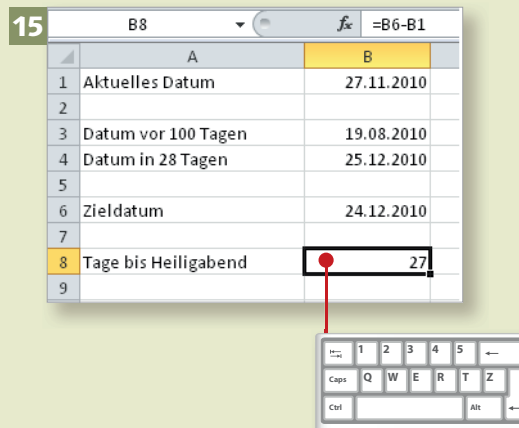 15
B8 fx =B6-B1
A B
1 Aktuelles Datum 27.11.2010
2
3 Datum vor 100 Tagen 19.08.2010
4 Datum in 28 Tagen 25.12.2010
5
6 Zieldatum 24.12.2010
7
8 Tage bis Heiligabend 27
9
1 2 3 4 5
Caps Q W E R T Z
Ctrl Alt